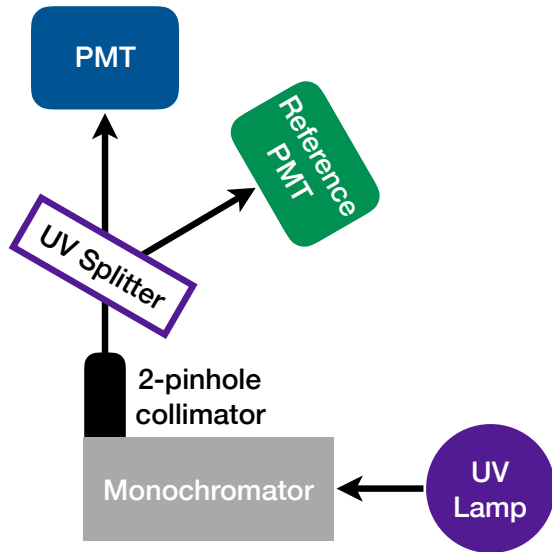 PMT
Reference
PMT
UV Splitter
2-pinhole
collimator
Monochromator
UV
Lamp